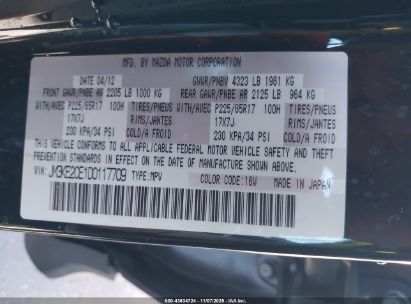 MFD. BY MAZDA MOTOR CORPORATION
DATE 04/12 GVWR/PNBV 4323 LB 1961 KG
FRONT GAWR/PNBE AV 2205 LB 1000 KG REAR GAWR/PNBE AR 2125 LB 964 KG
WITH/AVEC P225/65R17 100H TIRES/PNEUS WITH/AVEC P225/65R17 100H TIRES/PNEUS
17X7J RIMS/JANTES 17X7J RIMS/JANTES
230 KPA/34 PSI COLD/A FROID 230 KPA/34 PSI COLD/A FROID
THIS VEHICLE CONFORMS TO ALL APPLICABLE FEDERAL MOTOR VEHICLE SAFETY
AND THEFT PREVENTION STANDARDS IN EFFECT
ON THE DATE OF MANUFACTURE SHOWN ABOVE.
VIN: JM3KE2CE1D0117709 TYPE: MPV COLOR CODE: 16W MADE IN JAPAN
000-43634724 - 11/07/2025 - IAA